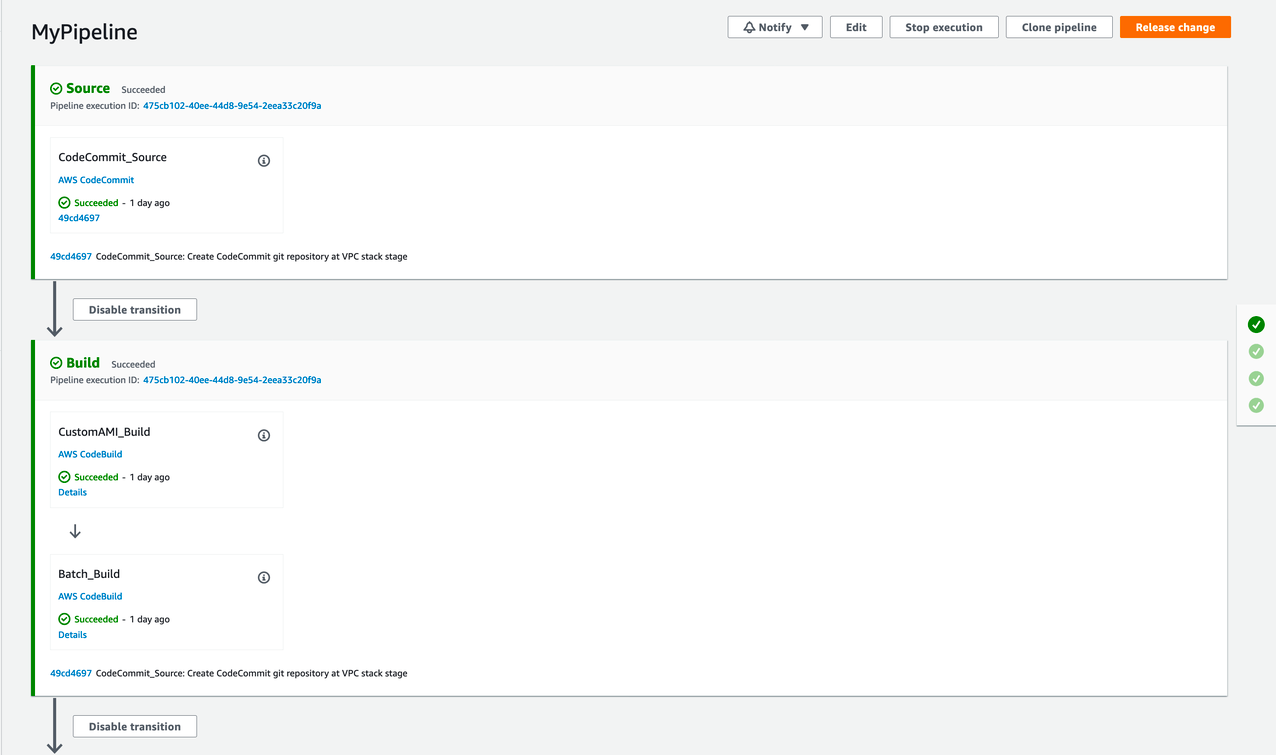 MyPipeline
Notify
Edit
Stop execution
Clone pipeline
Release change
Source Succeeded
Pipeline execution ID: 475cb102-40ee-44d8-9e54-2eea33c20f9a
CodeCommit_Source
AWS CodeCommit
Succeeded - 1 day ago
49cd4697
49cd4697 CodeCommit_Source: Create CodeCommit git repository at VPC stack stage
Disable transition
Build Succeeded
Pipeline execution ID: 475cb102-40ee-44d8-9e54-2eea33c20f9a
CustomAMI_Build
AWS CodeBuild
Succeeded - 1 day ago
Details
Batch_Build
AWS CodeBuild
Succeeded - 1 day ago
Details
49cd4697 CodeCommit_Source: Create CodeCommit git repository at VPC stack stage
Disable transition